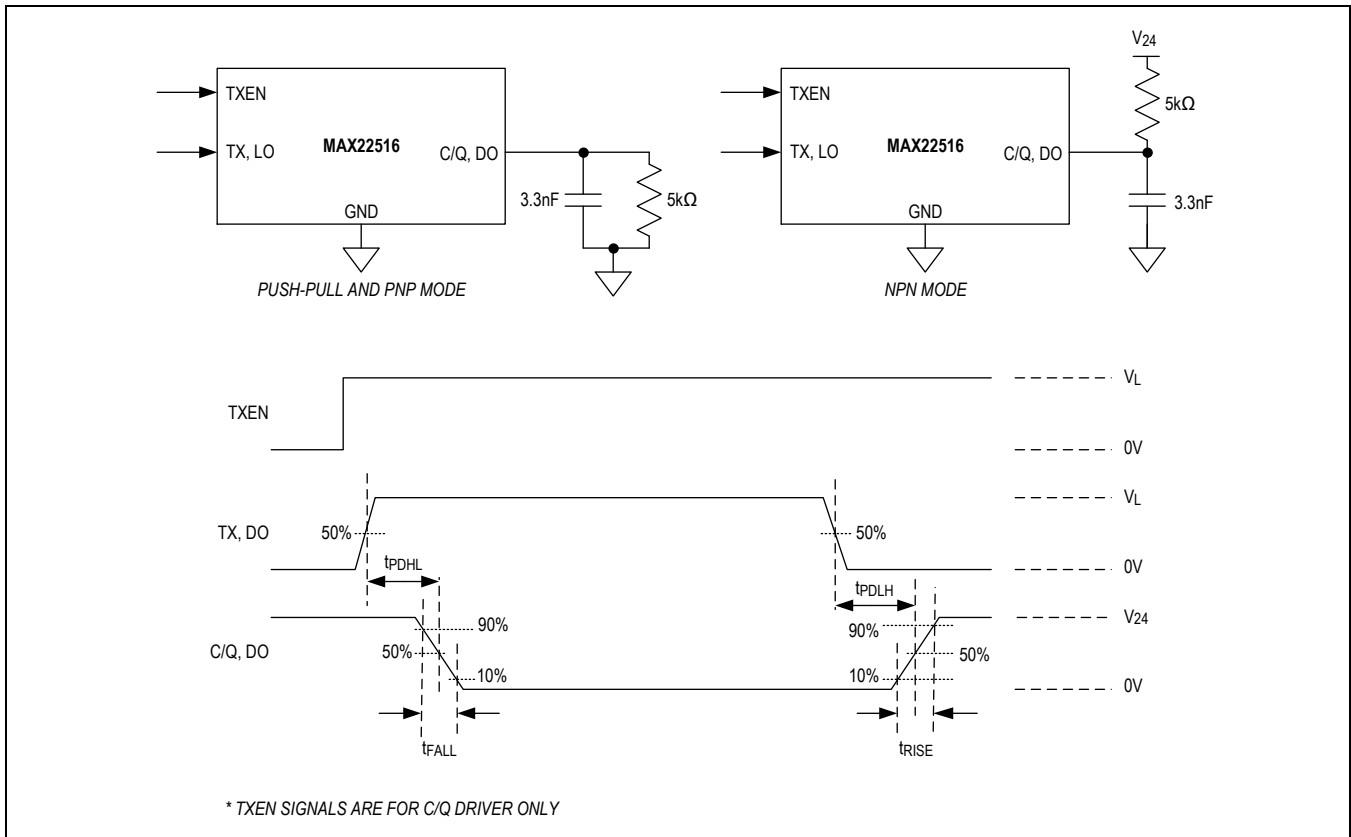 V24
5kΩ
TXEN
TX, LO
MAX22516
C/Q, DO
GND
3.3nF
5kΩ
PUSH-PULL AND PNP MODE
TXEN
TX, LO
MAX22516
C/Q, DO
GND
3.3nF
NPN MODE
TXEN
VL
0V
TX, DO
50%
50%
VL
0V
tPDHL
tPDLH
C/Q, DO
90%
50%
10%
90%
50%
10%
V24
0V
tFALL
tRISE
* TXEN SIGNALS ARE FOR C/Q DRIVER ONLY